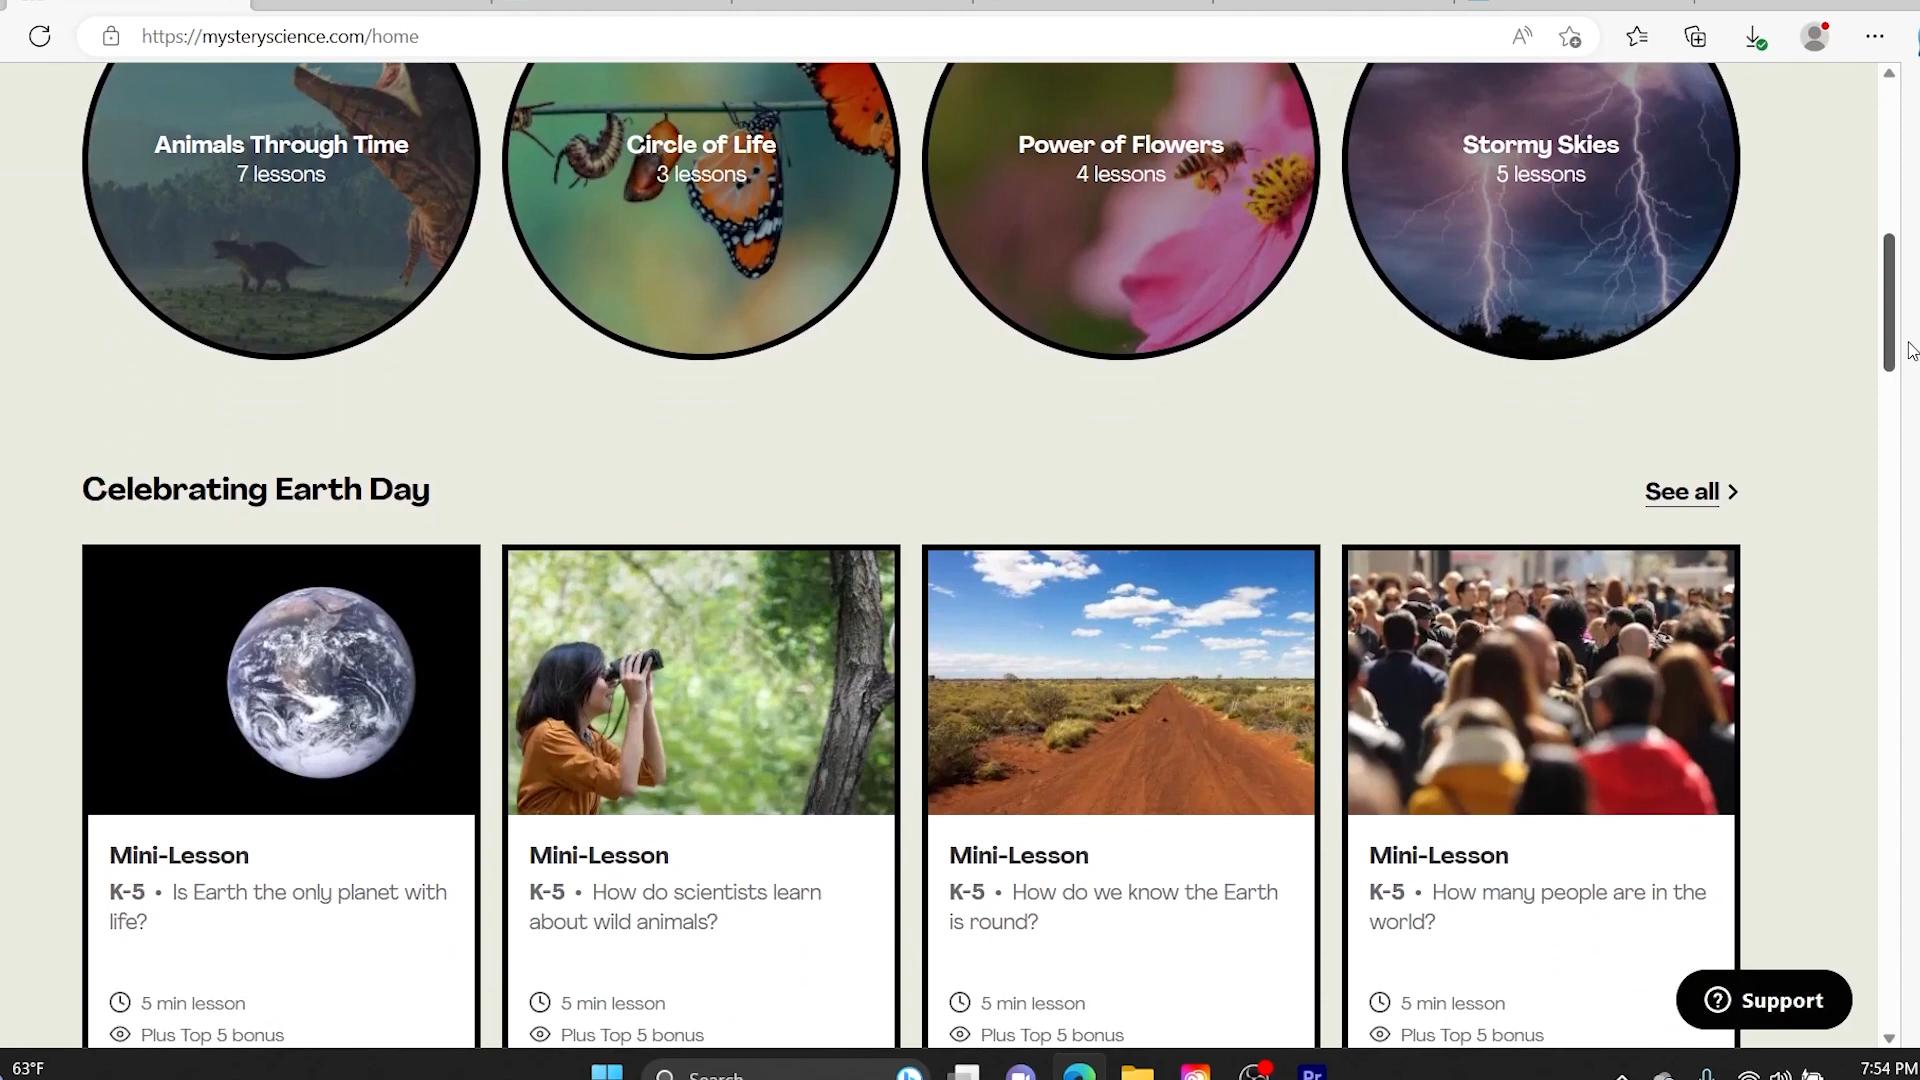 https://mysteryscience.com/home
Animals Through Time
7 lessons
Circle of Life
3 lessons
Power of Flowers
4 lessons
Stormy Skies
5 lessons
Celebrating Earth Day
See all
Mini-Lesson
K-5 • Is Earth the only planet with
life?
5 min lesson
Plus Top 5 bonus
Mini-Lesson
K-5 • How do scientists learn
about wild animals?
5 min lesson
Plus Top 5 bonus
Mini-Lesson
K-5 • How do we know the Earth
is round?
5 min lesson
Plus Top 5 bonus
Mini-Lesson
K-5 • How many people are in the
world?
5 min lesson
Plus Top 5 bonus
Support
63°F
Search
Pr
7:54 PM